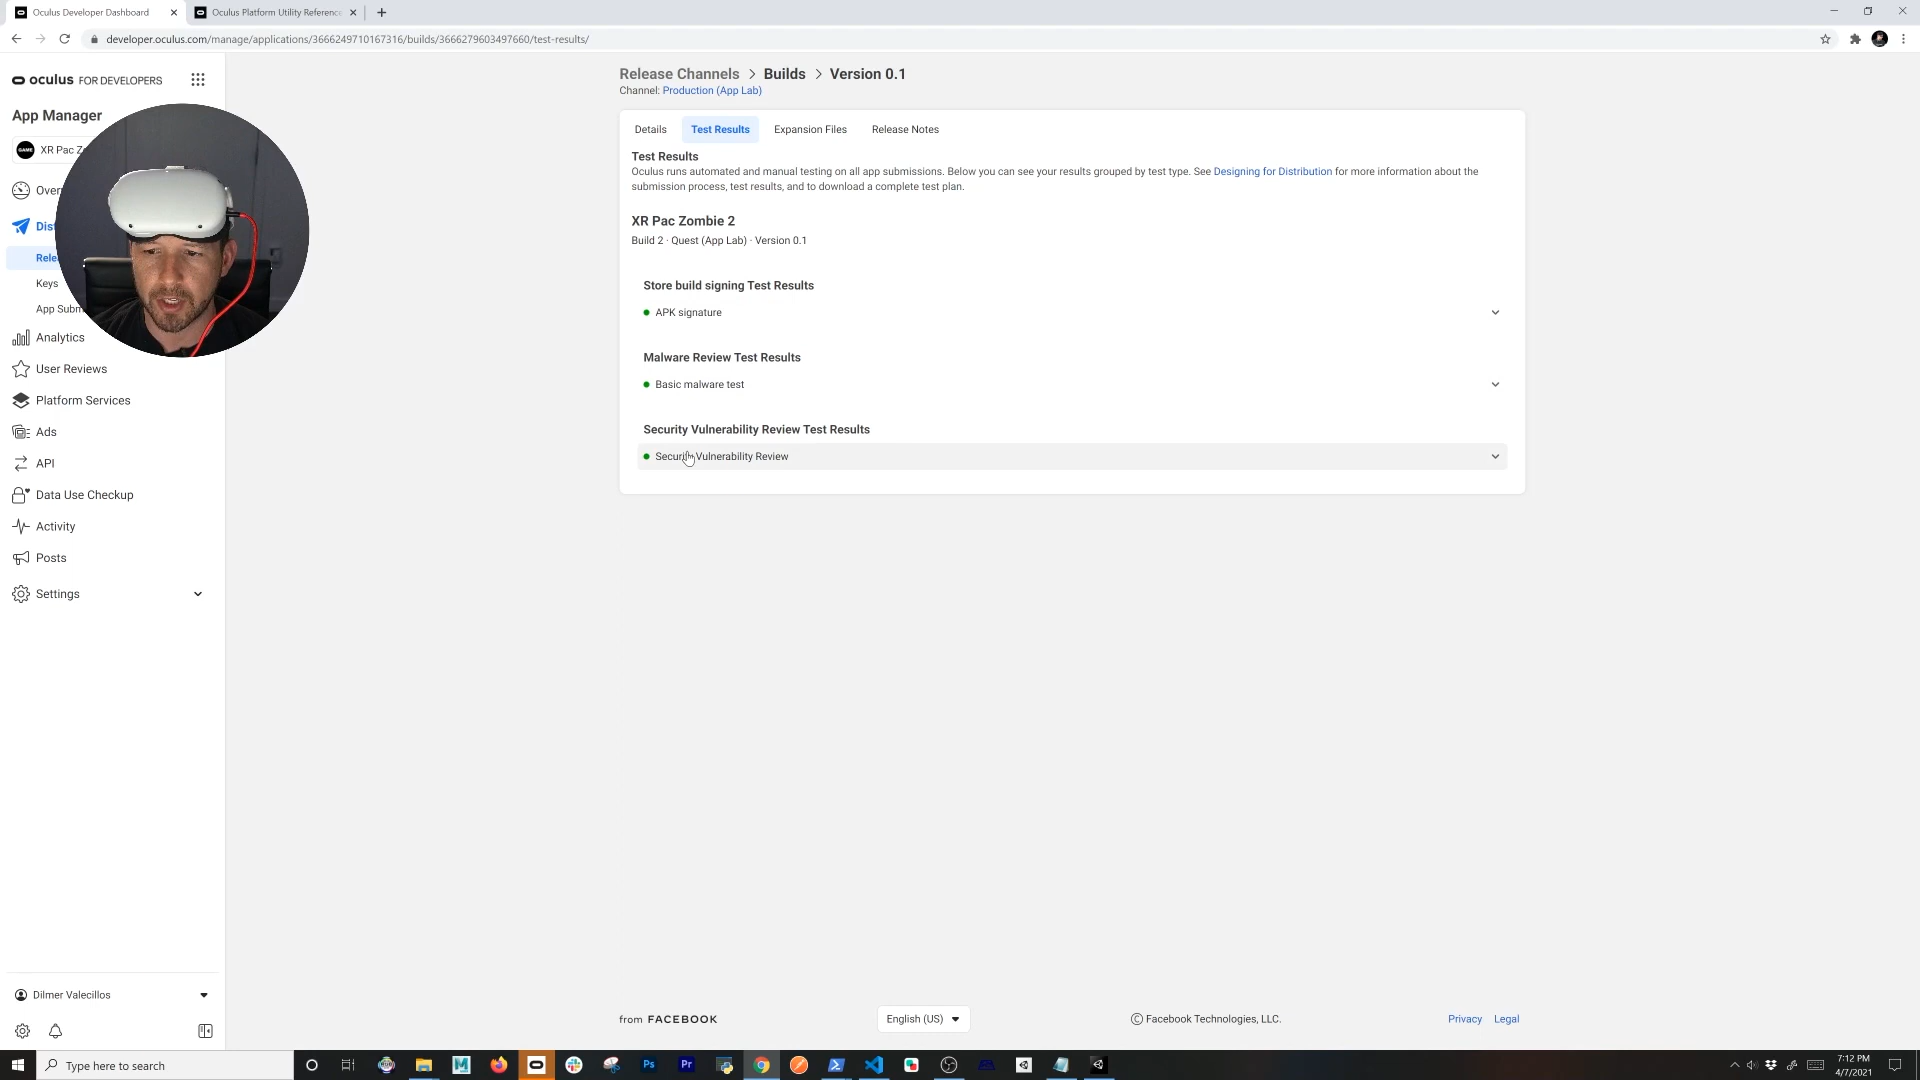 Oculus Developer Dashboard
Oculus Platform Utility Reference
developer.oculus.com/manage/applications/3666249710167316/builds/3666279603497660/test-results/
oculus FOR DEVELOPERS
App Manager
GAME XR Pac
Keys
Analytics
User Reviews
Platform Services
Ads
API
Data Use Checkup
Activity
Posts
Settings
Dilmer Valecillos
Release Channels > Builds > Version 0.1
Channel: Production (App Lab)
Details Test Results Expansion Files Release Notes
Test Results
Oculus runs automated and manual testing on all app submissions. Below you can see your results grouped by test type. See Designing for Distribution for more information about the
submission process, test results, and to download a complete test plan.
XR Pac Zombie 2
Build 2 · Quest (App Lab) · Version 0.1
Store build signing Test Results
APK signature
Malware Review Test Results
Basic malware test
Security Vulnerability Review Test Results
Security Vulnerability Review
from FACEBOOK
English (US)
© Facebook Technologies, LLC.
Privacy Legal
Type here to search
Ps
Pr
7:12 PM
4/7/2021